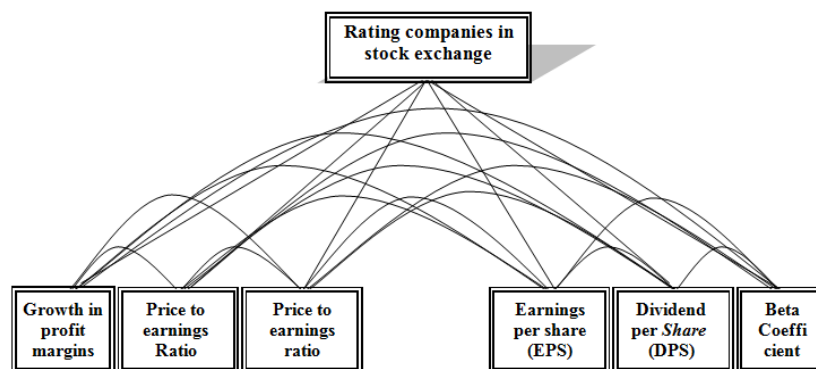 Rating companies in
stock exchange
Growth in
profit
margins
Price to
earnings
Ratio
Price to
earnings
ratio
Earnings
per share
(EPS)
Dividend
per Share
(DPS)
Beta
Coeffi
cient